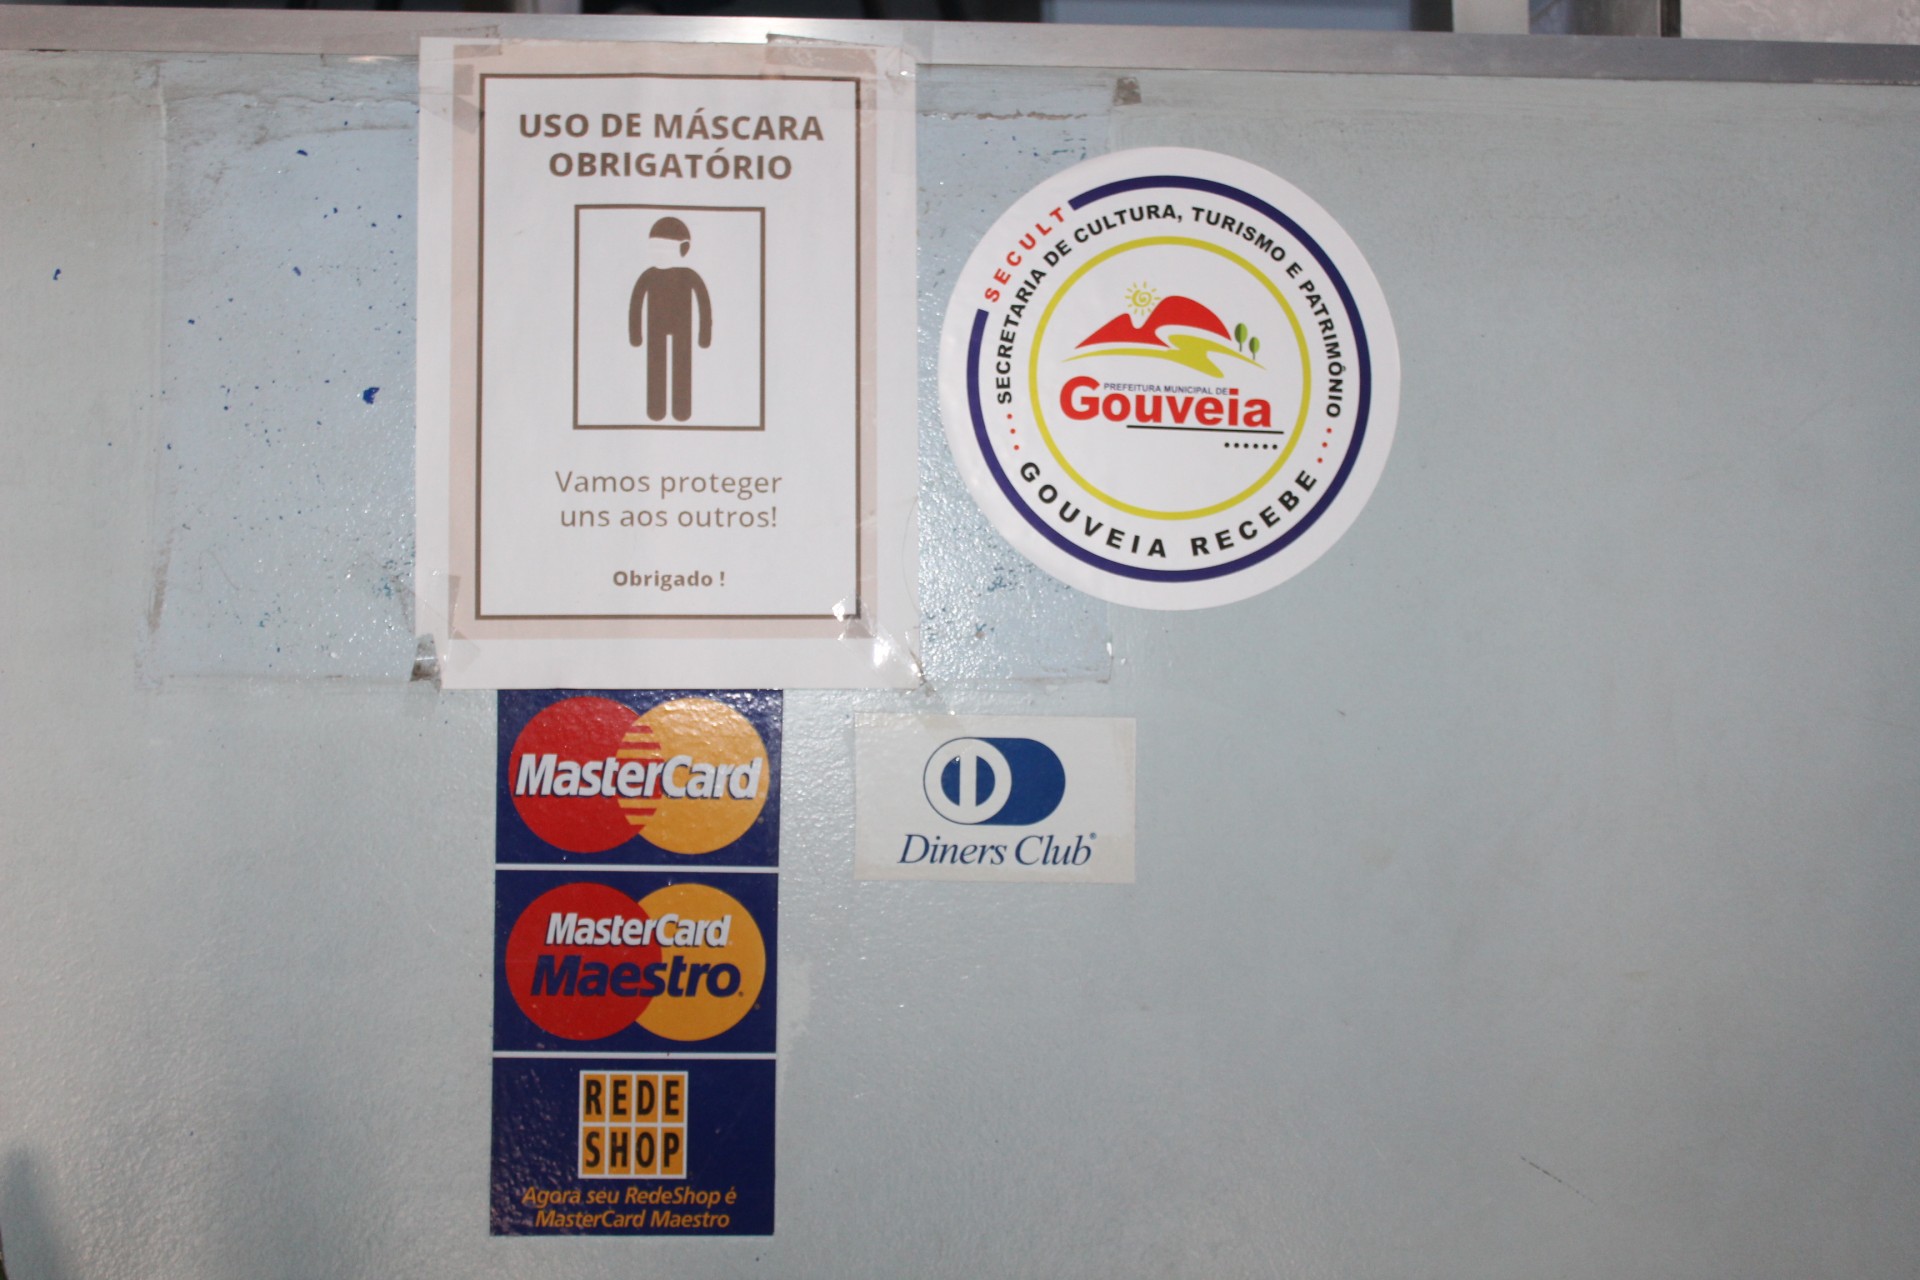 USO DE MÁSCARA
OBRIGATÓRIO
Vamos proteger
uns aos outros!
Obrigado !
SECULT
SECRETARIA DE CULTURA, TURISMO E PATRIMÔNIO
PREFEITURA MUNICIPAL DE
Gouveia
GOUVEIA RECEBE
MasterCard
Diners Club®
MasterCard
Maestro
REDE
SHOP
Agora seu RedeShop é
MasterCard Maestro